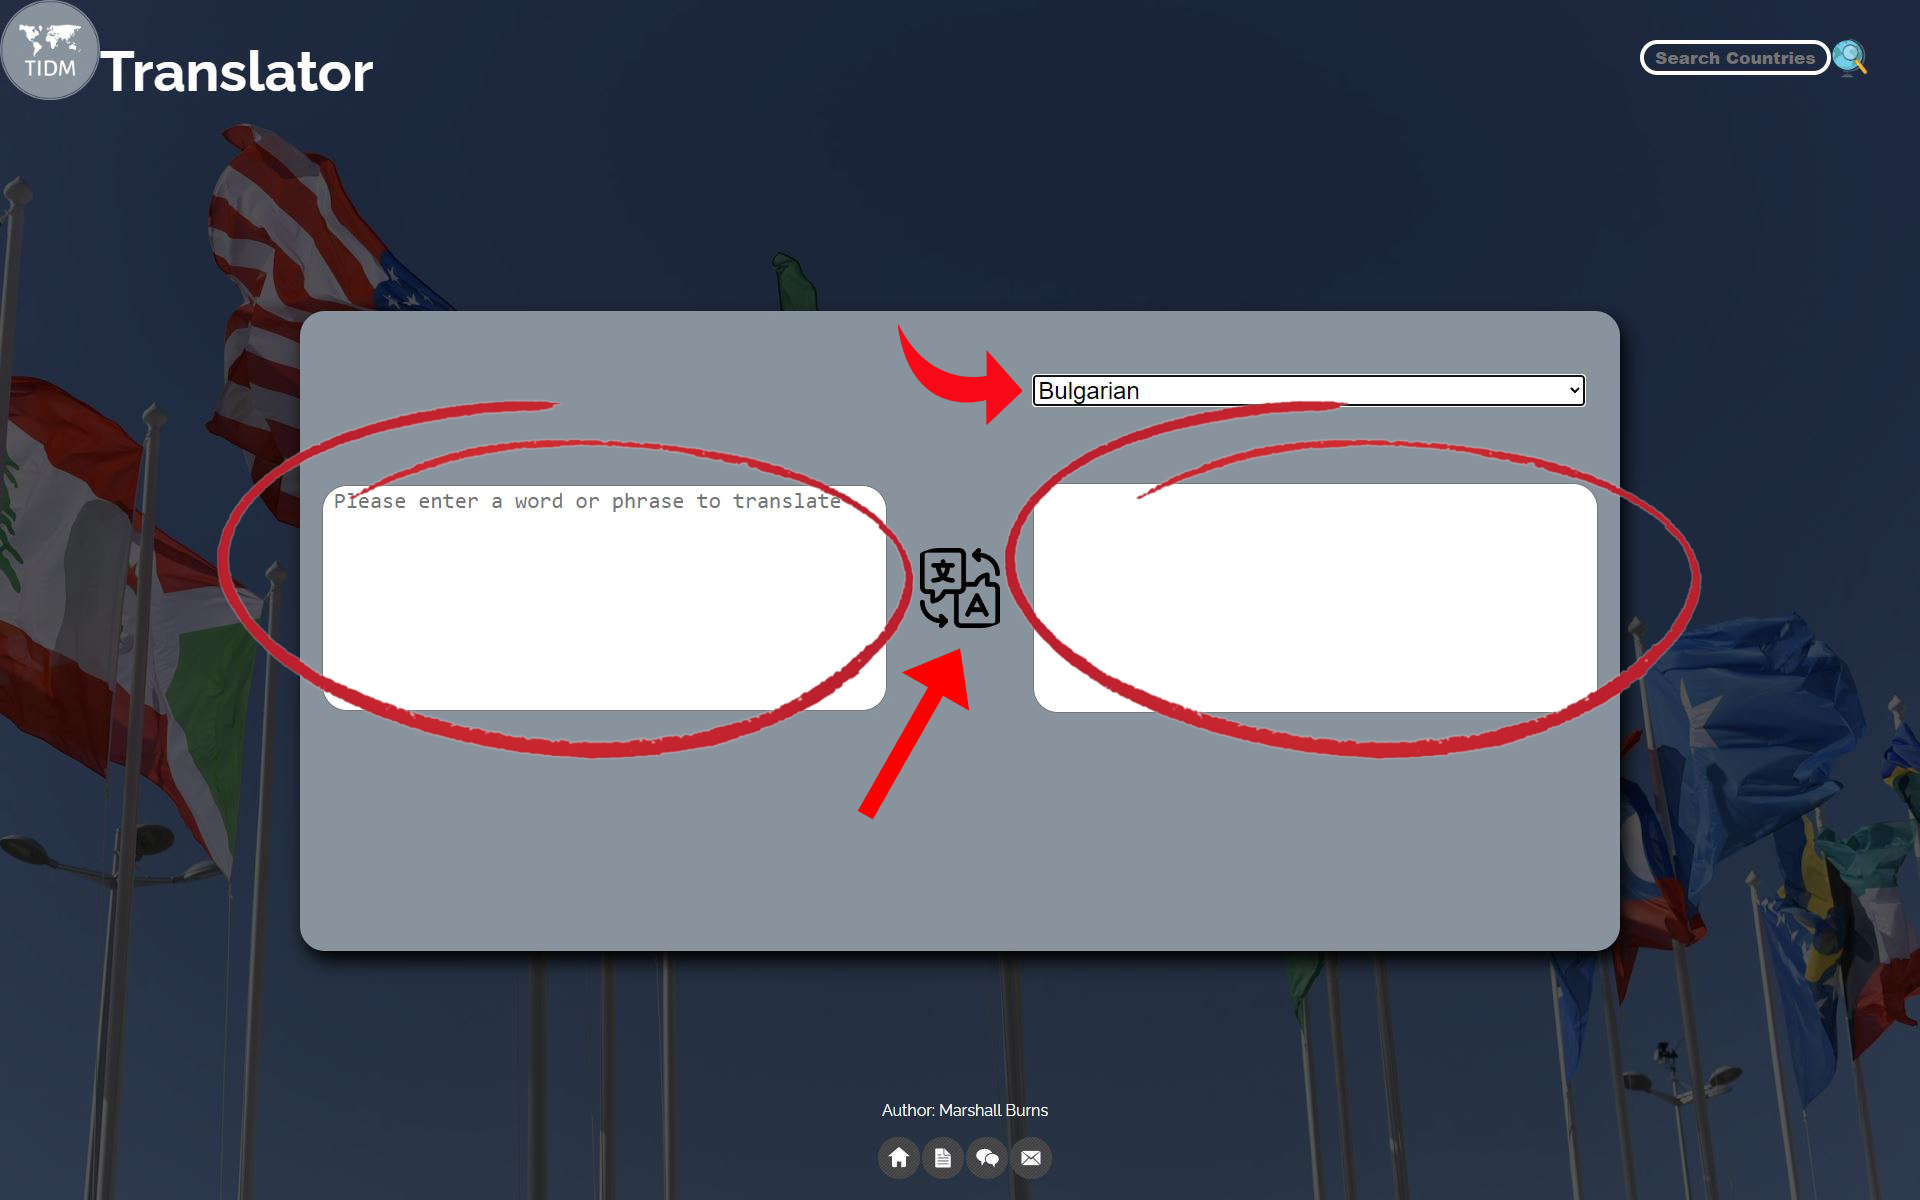 TIDM
Translator
Search Countries
Bulgarian
Please enter a word or phrase to translate
文
A
Author: Marshall Burns